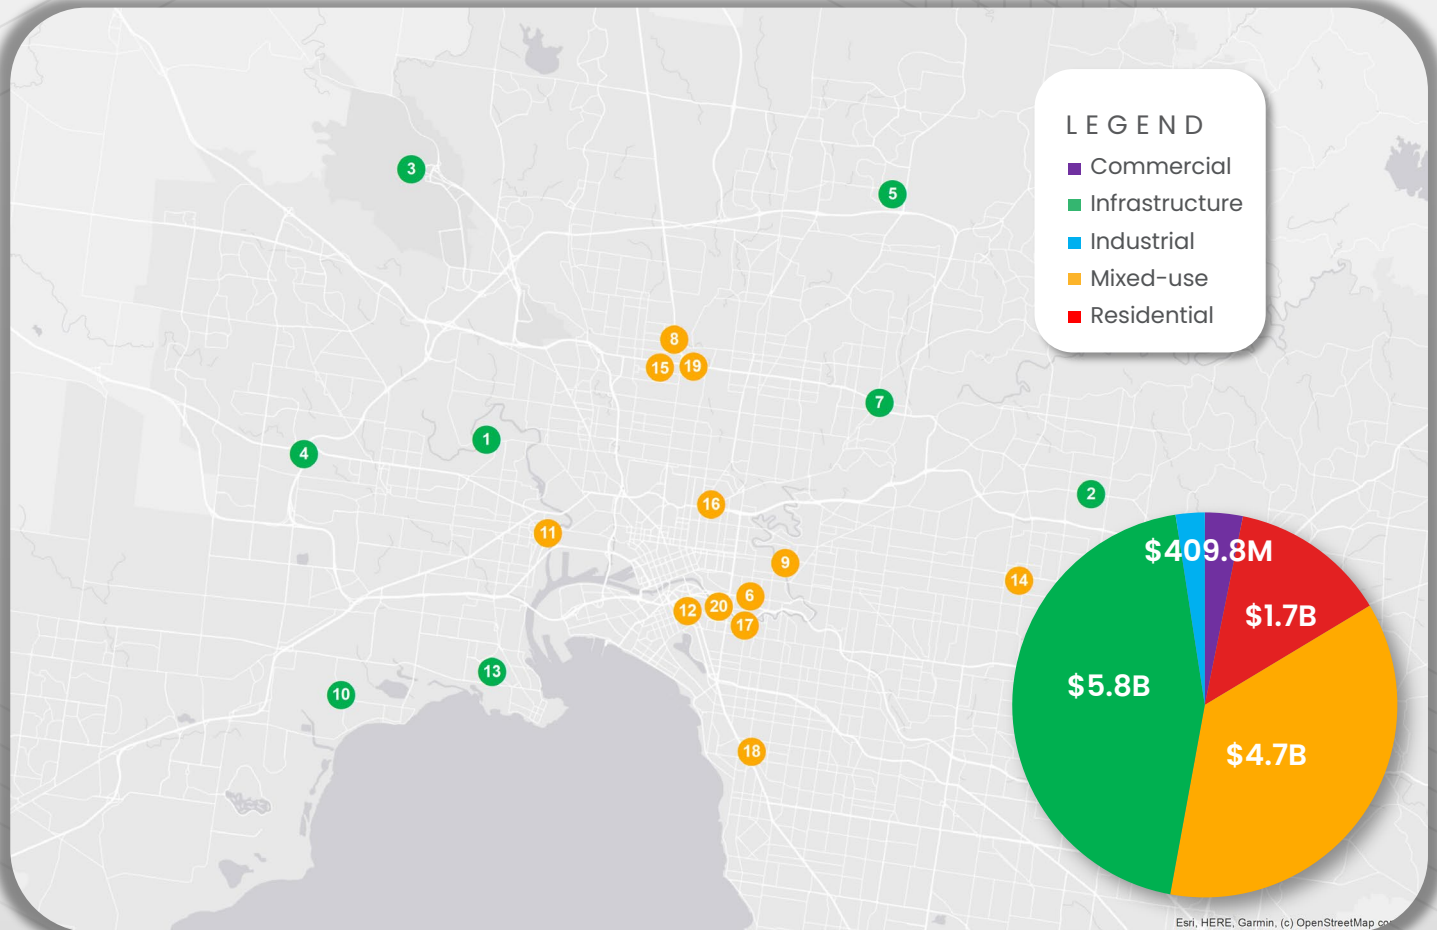 3
5
LEGEND
Commercial
Infrastructure
Industrial
Mixed-use
Residential
8
15 19
7
1
4
2
16
11
9
14
6
12 20
17
13
10
18
$409.8M
$1.7B
$5.8B
$4.7B
Esri, HERE, Garmin, (c) OpenStreetMap